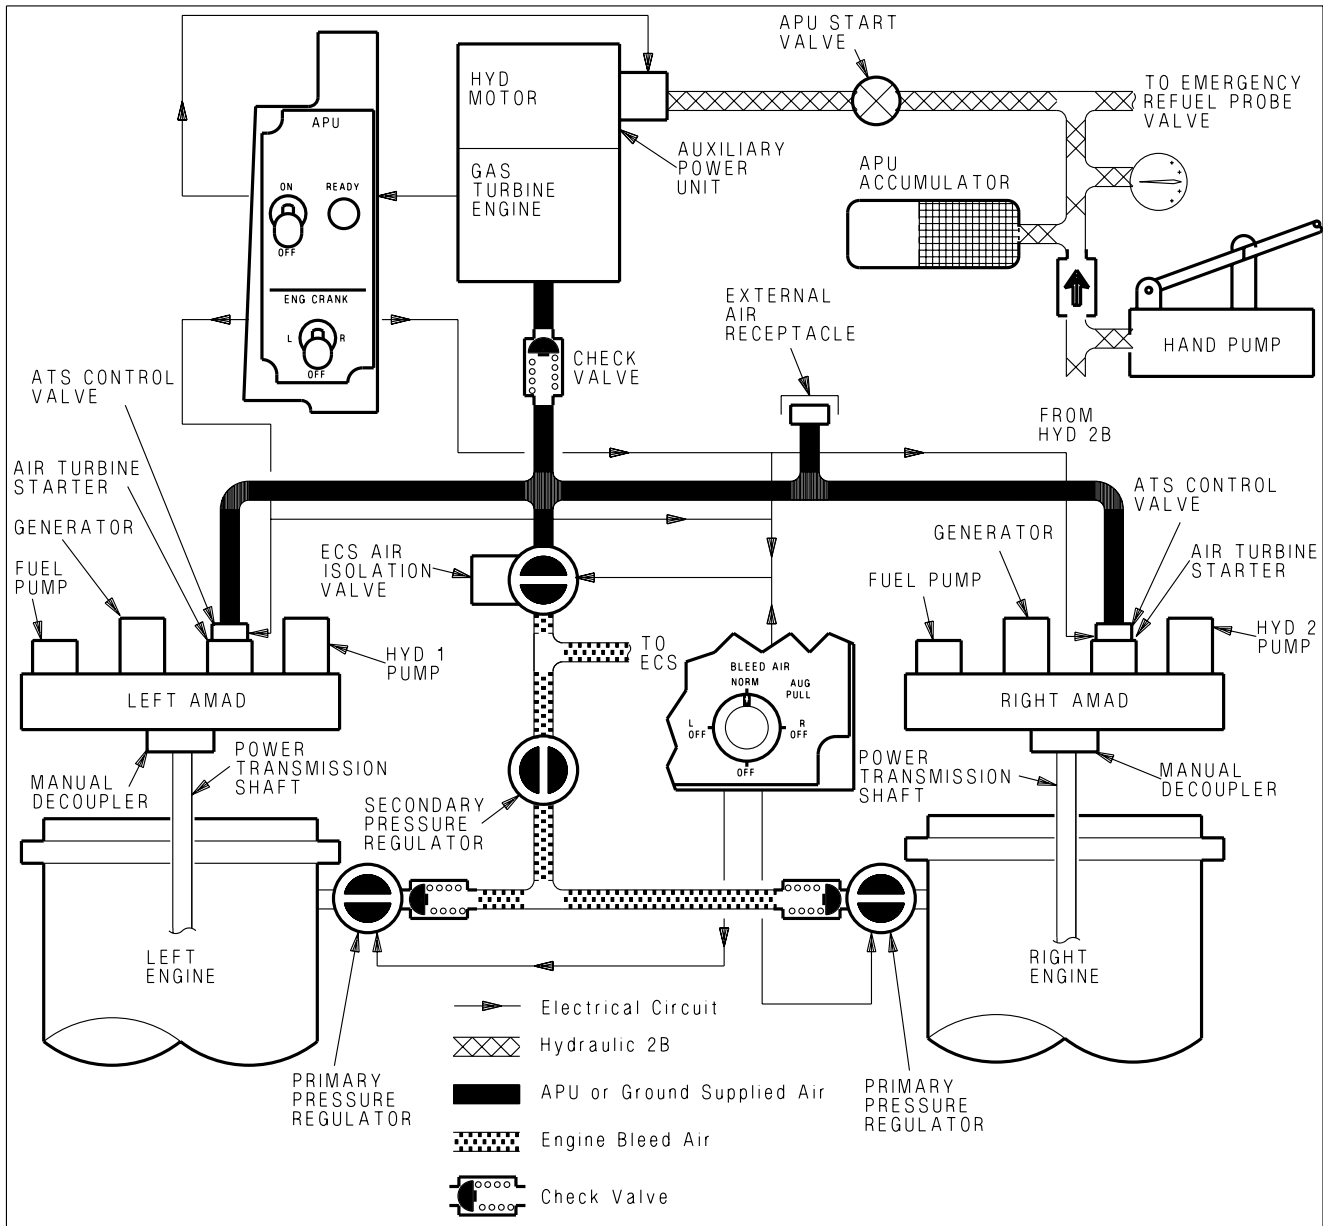 APU START
VALVE
HYD
MOTOR
TO EMERGENCY
REFUEL PROBE
VALVE
APU
AUXILIARY
POWER
UNIT
APU
ACCUMULATOR
GAS
TURBINE
ENGINE
ON
READY
OFF
ENG CRANK
L
R
OFF
EXTERNAL
AIR
RECEPTACLE
HAND PUMP
CHECK
VALVE
ATS CONTROL
VALVE
FROM
HYD 2B
AIR TURBINE
STARTER
ATS CONTROL
VALVE
GENERATOR
GENERATOR
AIR TURBINE
STARTER
FUEL
PUMP
ECS AIR
ISOLATION
VALVE
FUEL PUMP
HYD 1
PUMP
TO
ECS
HYD 2
PUMP
BLEED AIR
NORM
AUG
PULL
L
OFF
R
OFF
OFF
LEFT AMAD
RIGHT AMAD
POWER
TRANSMISSION
SHAFT
MANUAL
DECOUPLER
POWER
TRANSMISSION
SHAFT
MANUAL
DECOUPLER
SECONDARY
PRESSURE
REGULATOR
LEFT
ENGINE
RIGHT
ENGINE
Electrical Circuit
Hydraulic 2B
PRIMARY
PRESSURE
REGULATOR
APU or Ground Supplied Air
PRIMARY
PRESSURE
REGULATOR
Engine Bleed Air
Check Valve